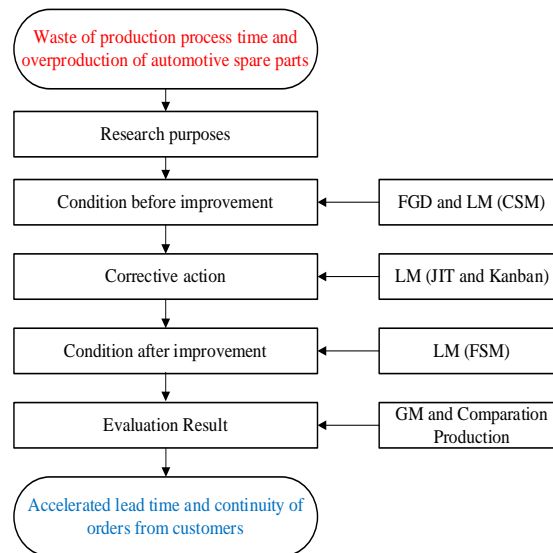 Waste of production process time and
overproduction of automotive spare parts
Research purposes
Condition before improvement
FGD and LM (CSM)
Corrective action
LM (JIT and Kanban)
Condition after improvement
LM (FSM)
Evaluation Result
GM and Comparation
Production
Accelerated lead time and continuity of
orders from customers